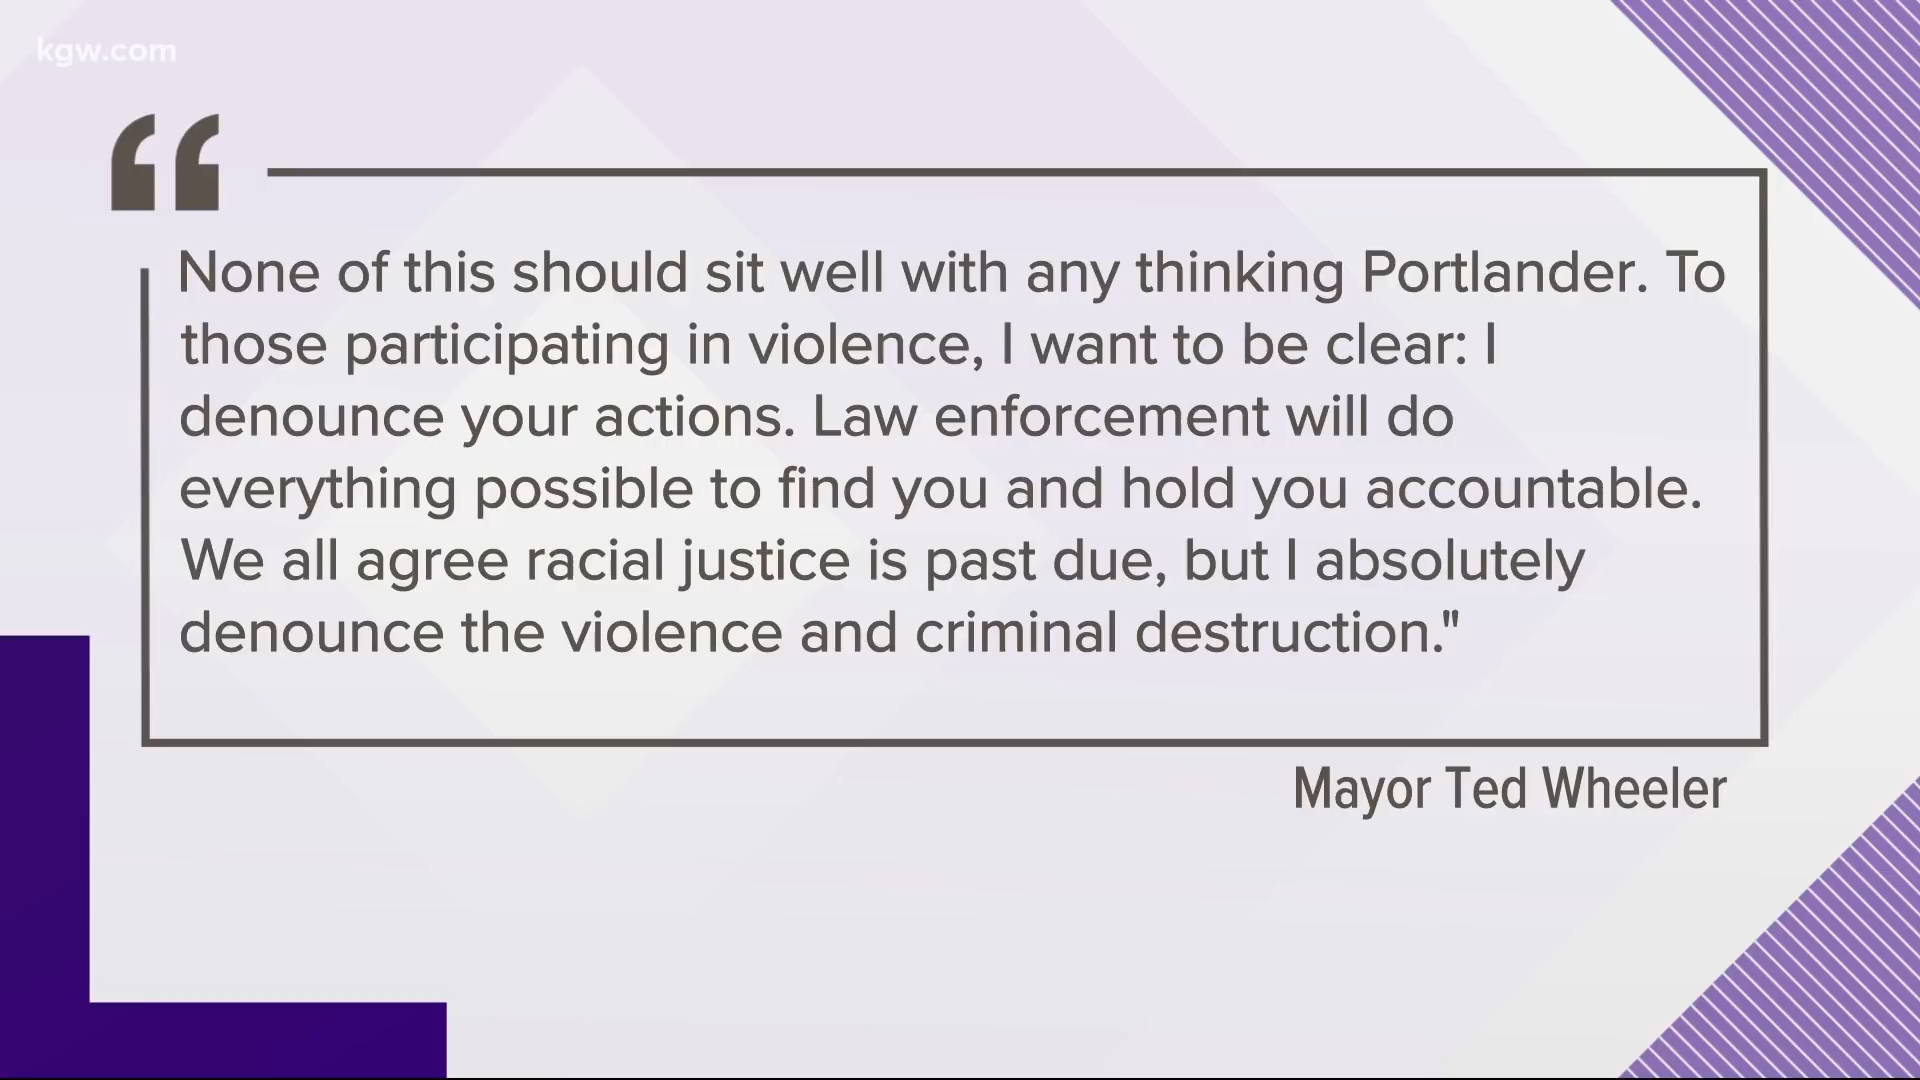 kgw.com
“
None of this should sit well with any thinking Portlander. To
those participating in violence, I want to be clear: I
denounce your actions. Law enforcement will do
everything possible to find you and hold you accountable.
We all agree racial justice is past due, but I absolutely
denounce the violence and criminal destruction."
Mayor Ted Wheeler